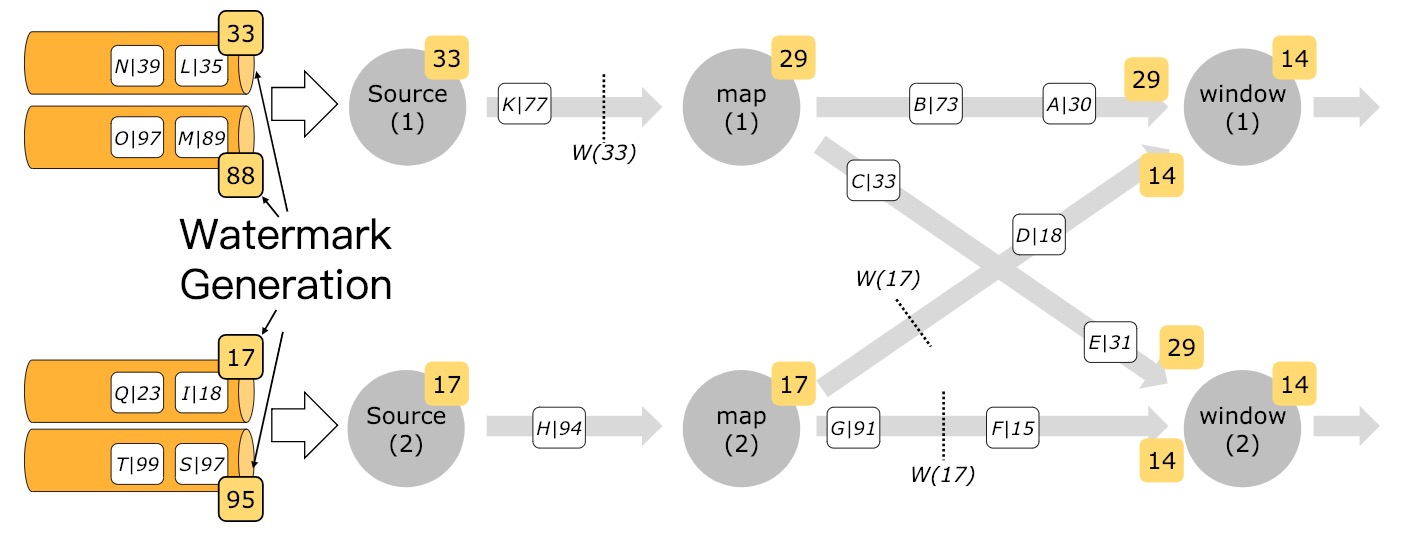 33
N|39 L|35
O|97 M|89
88
Source
(1)
33
K|77
W(33)
map
(1)
29
B|73
A|30
29
window
(1)
14
C|33
14
D|18
W(17)
E|31
29
Watermark
Generation
17
Q|23 I|18
T|99 S|97
95
Source
(2)
17
H|94
map
(2)
17
G|91
W(17)
F|15
14
window
(2)
14